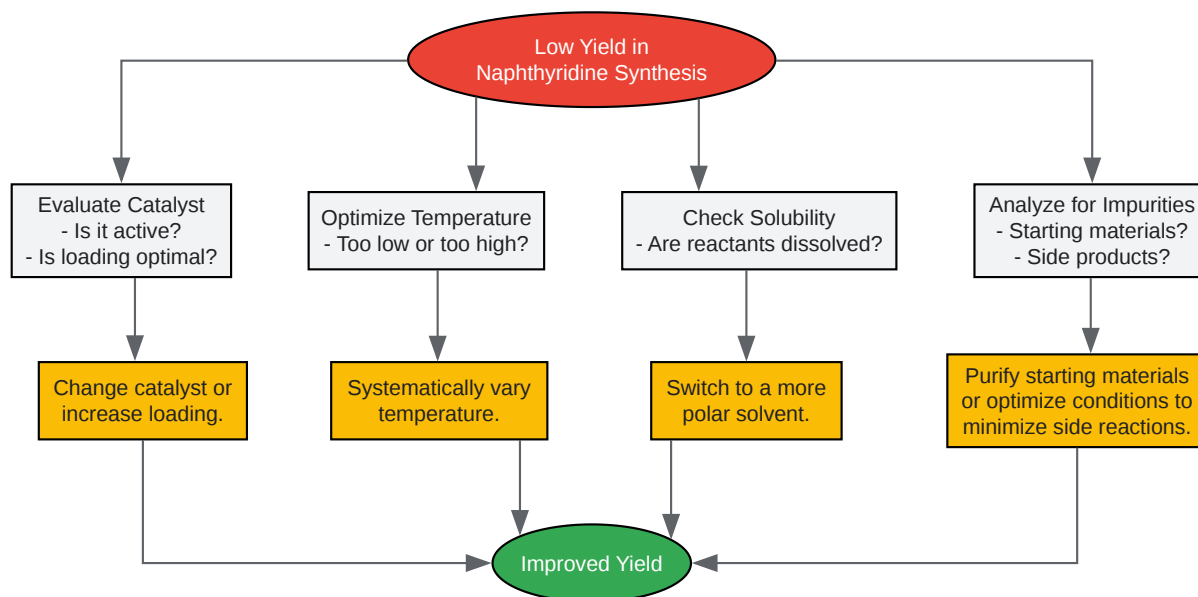 Low Yield in
Naphthyridine Synthesis
Evaluate Catalyst
- Is it active?
- Is loading optimal?
Optimize Temperature
- Too low or too high?
Check Solubility
- Are reactants dissolved?
Analyze for Impurities
- Starting materials?
- Side products?
Change catalyst or
increase loading.
Systematically vary
temperature.
Switch to a more
polar solvent.
Purify starting materials
or optimize conditions to
minimize side reactions.
Improved Yield